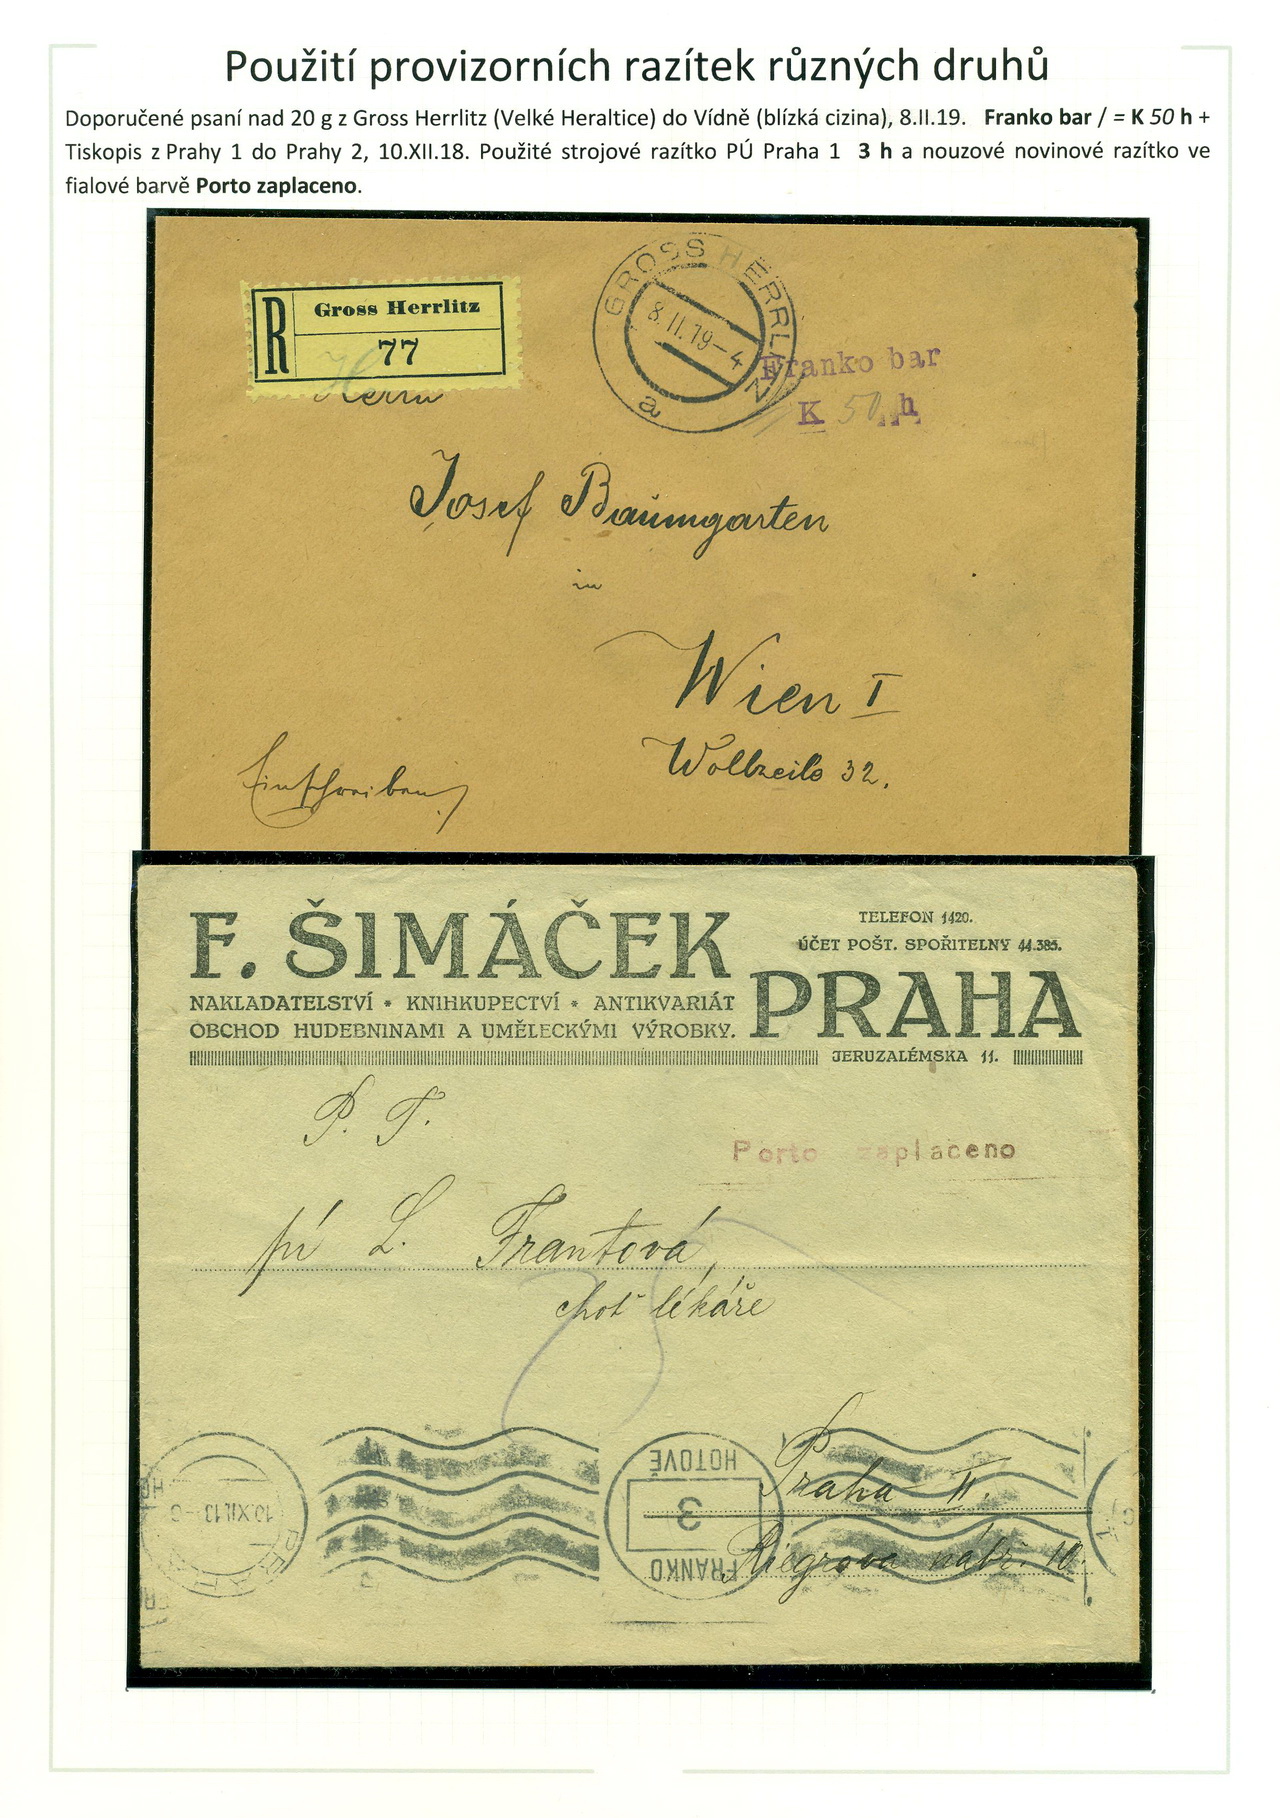 Použití provizorních razítek různých druhů
Doporučené psaní nad 20 g z Gross Herrlitz (Velké Heraltice) do Vídně (blízká cizina), 8.II.19. Franko bar / = K 50 h +
Tiskopis z Prahy 1 do Prahy 2, 10.XII.18. Použité strojové razítko PÚ Praha 1 3 h a nouzové novinové razítko ve
fialové barvě Porto zaplaceno.
GROSS HERRLITZ
8.II.19-4
a
R
Gross Herrlitz
77
Franko bar
K 50 h
Herrn
Josef Baumgarten
in
Wien I
Wollzeile 32.
Einschreiben
F. ŠIMÁČEK
TELEFON 1420.
ÚČET POŠT. SPOŘITELNY 44.385.
PRAHA
NAKLADATELSTVÍ * KNIHKUPECTVÍ * ANTIKVARIÁT
OBCHOD HUDEBNINAMI A UMĚLECKÝMI VÝROBKY.
JERUZALÉMSKA 11.
P. T.
Porto zaplaceno
pí L. Frantová,
choť lékáře
HOTOVĚ
3
FRANKO
Praha II.
Riegrovo nábř. 10.